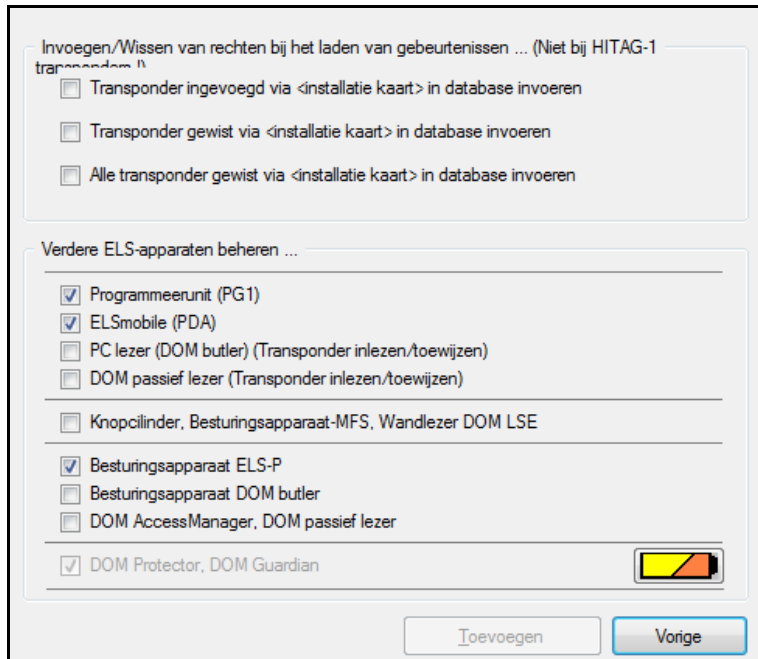 Invoegen/Wissen van rechten bij het laden van gebeurtenissen ... (Niet bij HITAG-1
Transponder ingevoegd via <installatie kaart> in database invoeren
Transponder gewist via <installatie kaart> in database invoeren
Alle transponder gewist via <installatie kaart> in database invoeren
Verdere ELS-apparaten beheren ...
Programmeerunit (PG1)
ELSmobile (PDA)
PC lezer (DOM butler) (Transponder inlezen/toewijzen)
DOM passief lezer (Transponder inlezen/toewijzen)
Knopcilinder, Besturingsapparaat-MFS, Wandlezer DOM LSE
Besturingsapparaat ELS-P
Besturingsapparaat DOM butler
DOM AccessManager, DOM passief lezer
DOM Protector, DOM Guardian
Toevoegen Vorige